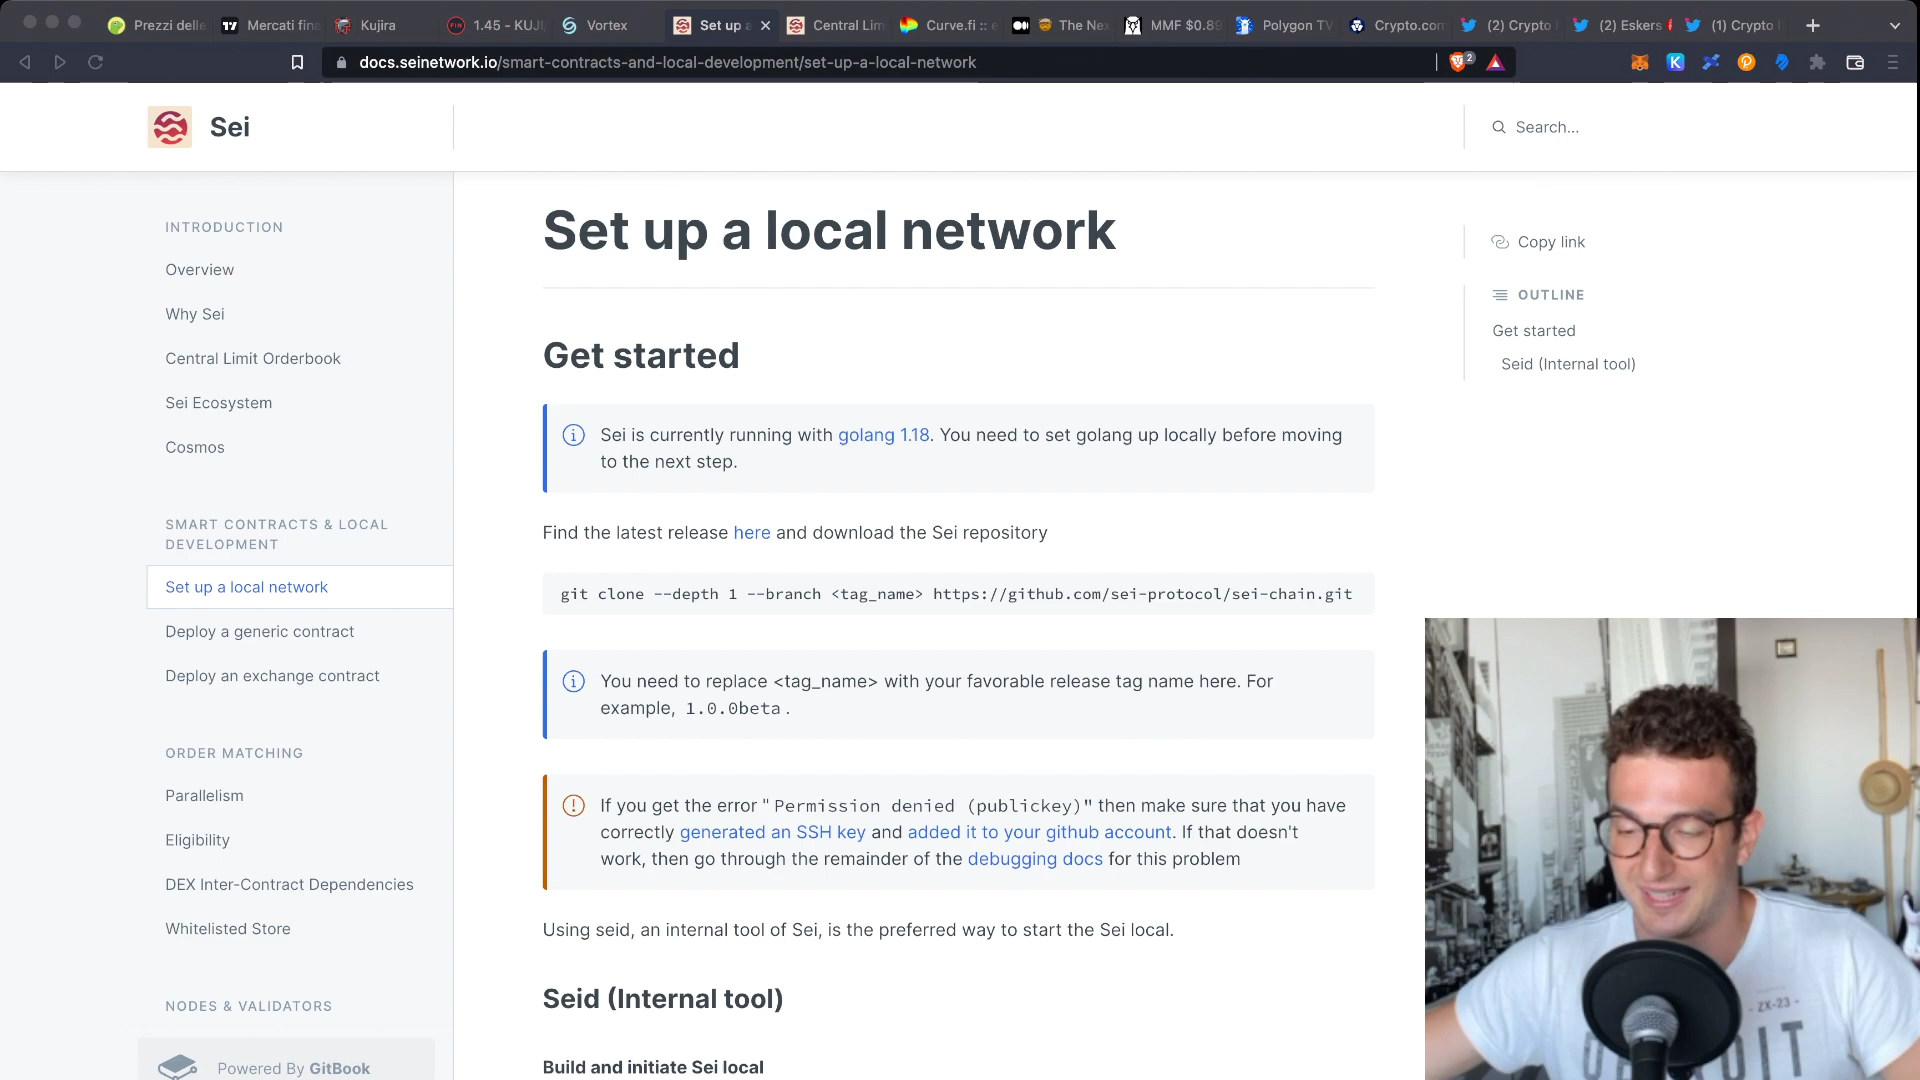 Prezzi delle
Mercati fina
Kujira
1.45 - KUJI
Vortex
Set up a
Central Lim
Curve.fi :: e
The Nex
MMF $0.89
Polygon TV
Crypto.com
(2) Crypto
(2) Eskers
(1) Crypto
docs.seinetwork.io/smart-contracts-and-local-development/set-up-a-local-network
2
Sei
Search...
INTRODUCTION
Overview
Why Sei
Central Limit Orderbook
Sei Ecosystem
Cosmos
SMART CONTRACTS & LOCAL
DEVELOPMENT
Set up a local network
Deploy a generic contract
Deploy an exchange contract
ORDER MATCHING
Parallelism
Eligibility
DEX Inter-Contract Dependencies
Whitelisted Store
NODES & VALIDATORS
Powered By GitBook
Set up a local network
Get started
Sei is currently running with golang 1.18. You need to set golang up locally before moving
to the next step.
Find the latest release here and download the Sei repository
git clone --depth 1 --branch <tag_name> https://github.com/sei-protocol/sei-chain.git
You need to replace <tag_name> with your favorable release tag name here. For
example, 1.0.0beta.
If you get the error "Permission denied (publickey)" then make sure that you have
correctly generated an SSH key and added it to your github account. If that doesn't
work, then go through the remainder of the debugging docs for this problem
Using seid, an internal tool of Sei, is the preferred way to start the Sei local.
Seid (Internal tool)
Build and initiate Sei local
Copy link
OUTLINE
Get started
Seid (Internal tool)
- ZX-23 -